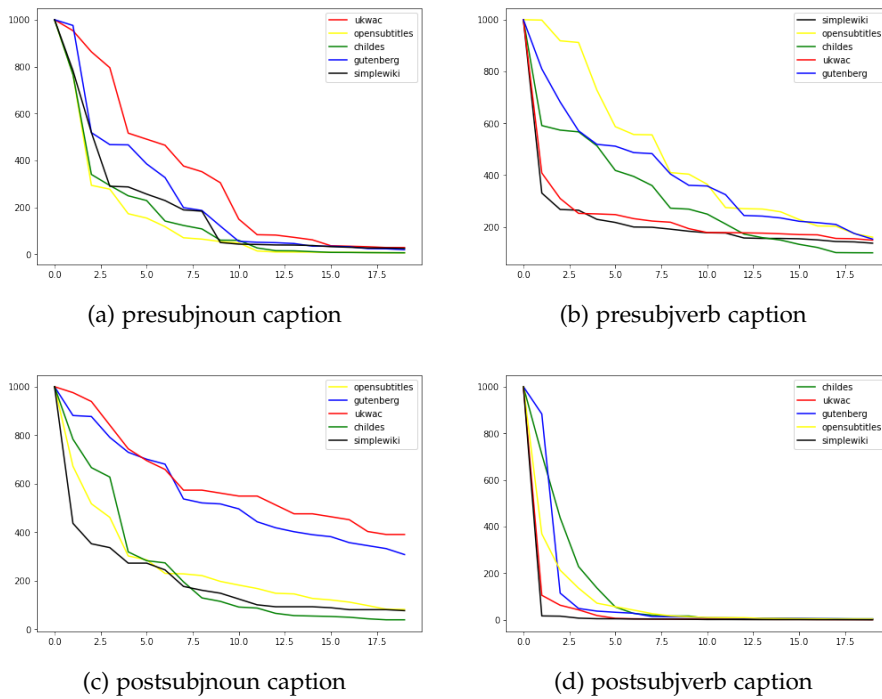 1000
800
600
400
200
0
0.0 2.5 5.0 7.5 10.0 12.5 15.0 17.5
ukwac
opensubtitles
childes
gutenberg
simplewiki
(a) presubjnoun caption
1000
800
600
400
200
0.0 2.5 5.0 7.5 10.0 12.5 15.0 17.5
simplewiki
opensubtitles
childes
ukwac
gutenberg
(b) presubjverb caption
1000
800
600
400
200
0
0.0 2.5 5.0 7.5 10.0 12.5 15.0 17.5
opensubtitles
gutenberg
ukwac
childes
simplewiki
(c) postsubjnoun caption
1000
800
600
400
200
0
0.0 2.5 5.0 7.5 10.0 12.5 15.0 17.5
childes
ukwac
gutenberg
opensubtitles
simplewiki
(d) postsubjverb caption